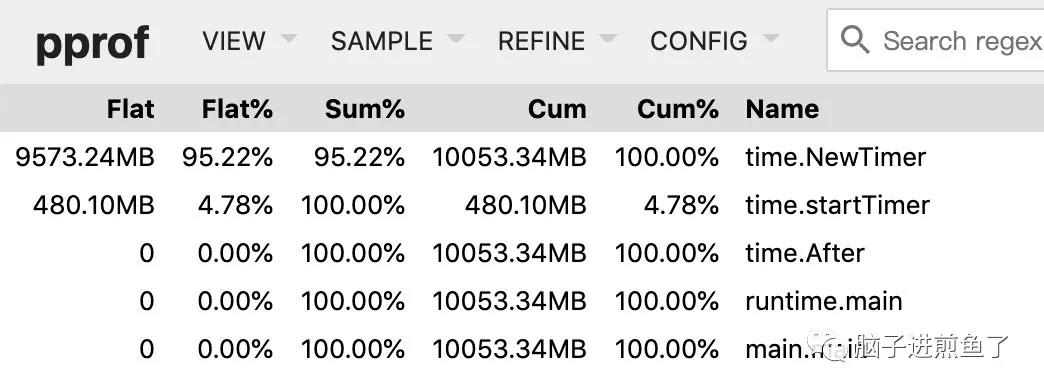 pprof VIEW SAMPLE REFINE CONFIG Search regex
Flat Flat% Sum% Cum Cum% Name
9573.24MB 95.22% 95.22% 10053.34MB 100.00% time.NewTimer
480.10MB 4.78% 100.00% 480.10MB 4.78% time.startTimer
0 0.00% 100.00% 10053.34MB 100.00% time.After
0 0.00% 100.00% 10053.34MB 100.00% runtime.main
0 0.00% 100.00% 10053.34MB 100.00% main.main
脑子进煎鱼了